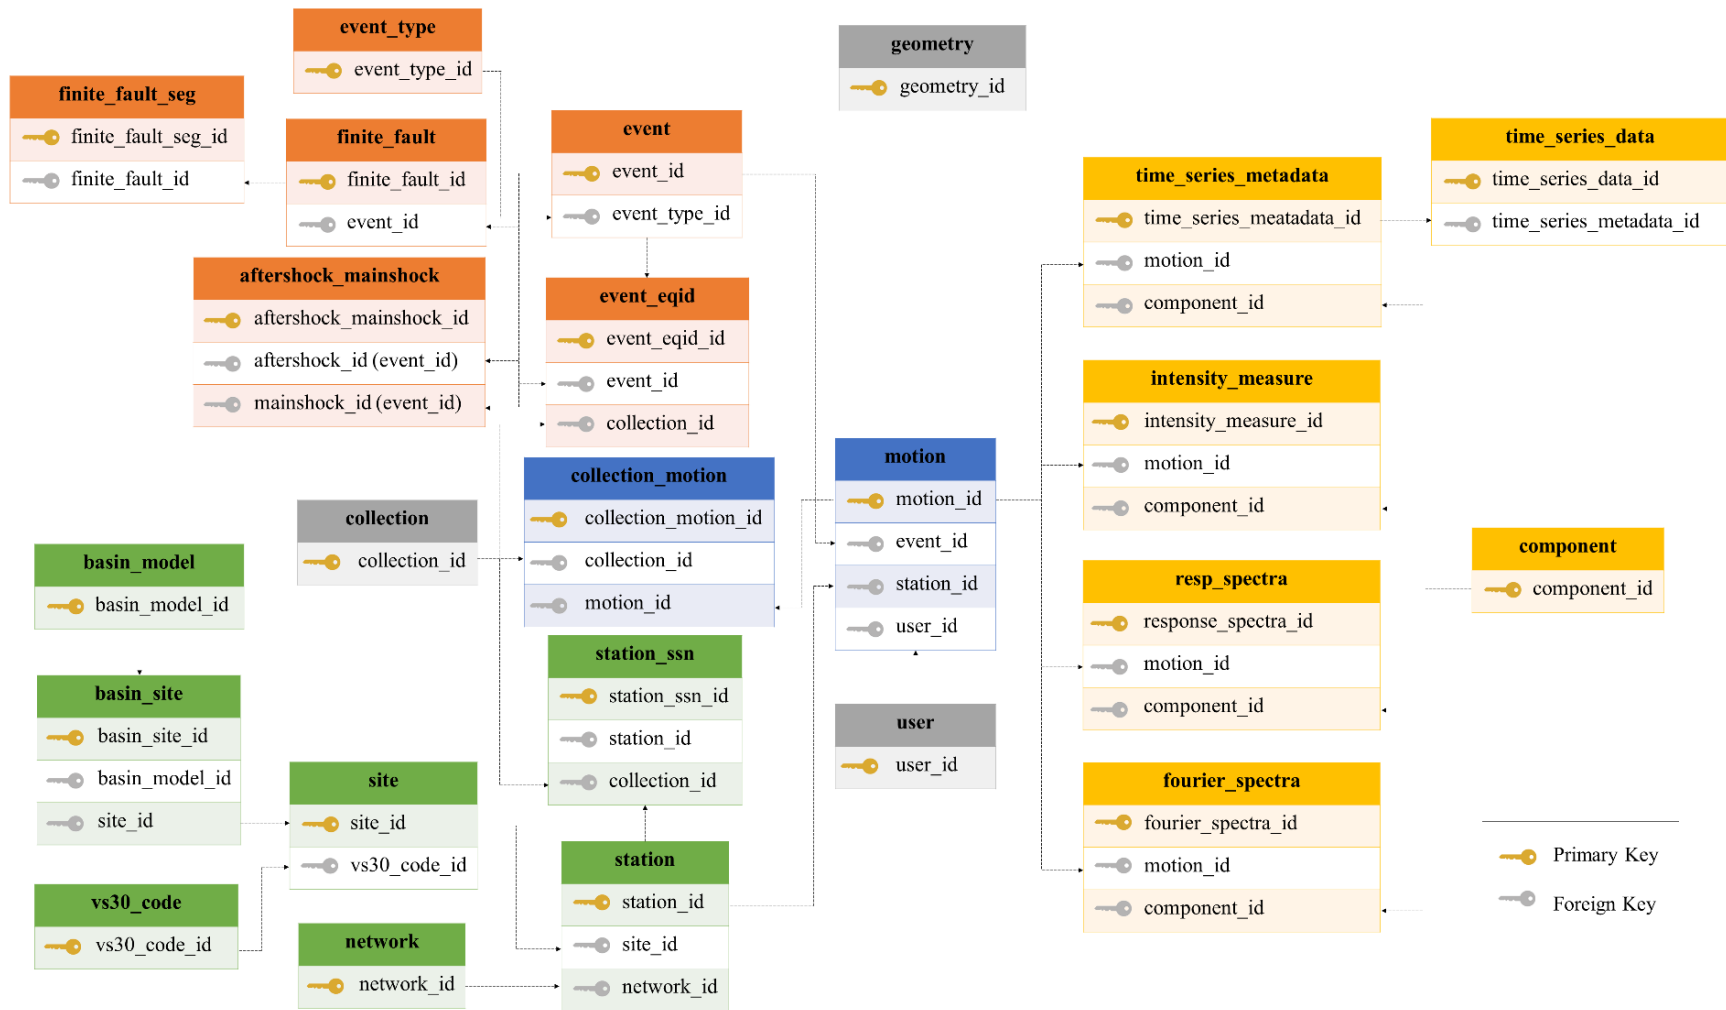 event_type
event_type_id
finite_fault_seg
finite_fault_seg_id
finite_fault_id
finite_fault
finite_fault_id
event_id
event
event_id
event_type_id
geometry
geometry_id
aftershock_mainshock
aftershock_mainshock_id
aftershock_id (event_id)
mainshock_id (event_id)
event_eqid
event_eqid_id
event_id
collection_id
time_series_metadata
time_series_meatadata_id
motion_id
component_id
time_series_data
time_series_data_id
time_series_metadata_id
intensity_measure
intensity_measure_id
motion_id
component_id
collection
collection_id
collection_motion
collection_motion_id
collection_id
motion_id
motion
motion_id
event_id
station_id
user_id
resp_spectra
response_spectra_id
motion_id
component_id
component
component_id
basin_model
basin_model_id
basin_site
basin_site_id
basin_model_id
site_id
site
site_id
vs30_code_id
station_ssn
station_ssn_id
station_id
collection_id
user
user_id
fourier_spectra
fourier_spectra_id
motion_id
component_id
vs30_code
vs30_code_id
network
network_id
station
station_id
site_id
network_id
Primary Key
Foreign Key